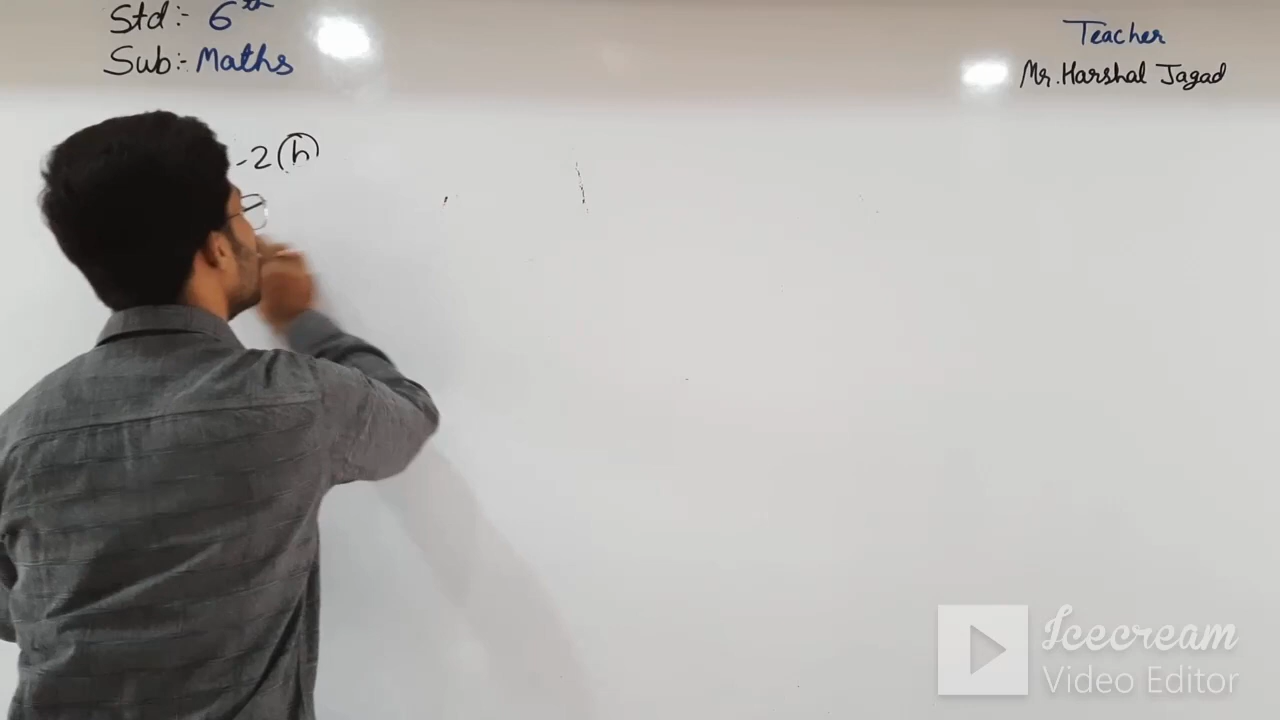 Std:- 6th
Sub:- Maths
Teacher
Mr. Harshal Jagad
-2 (h)
Icecream
Video Editor